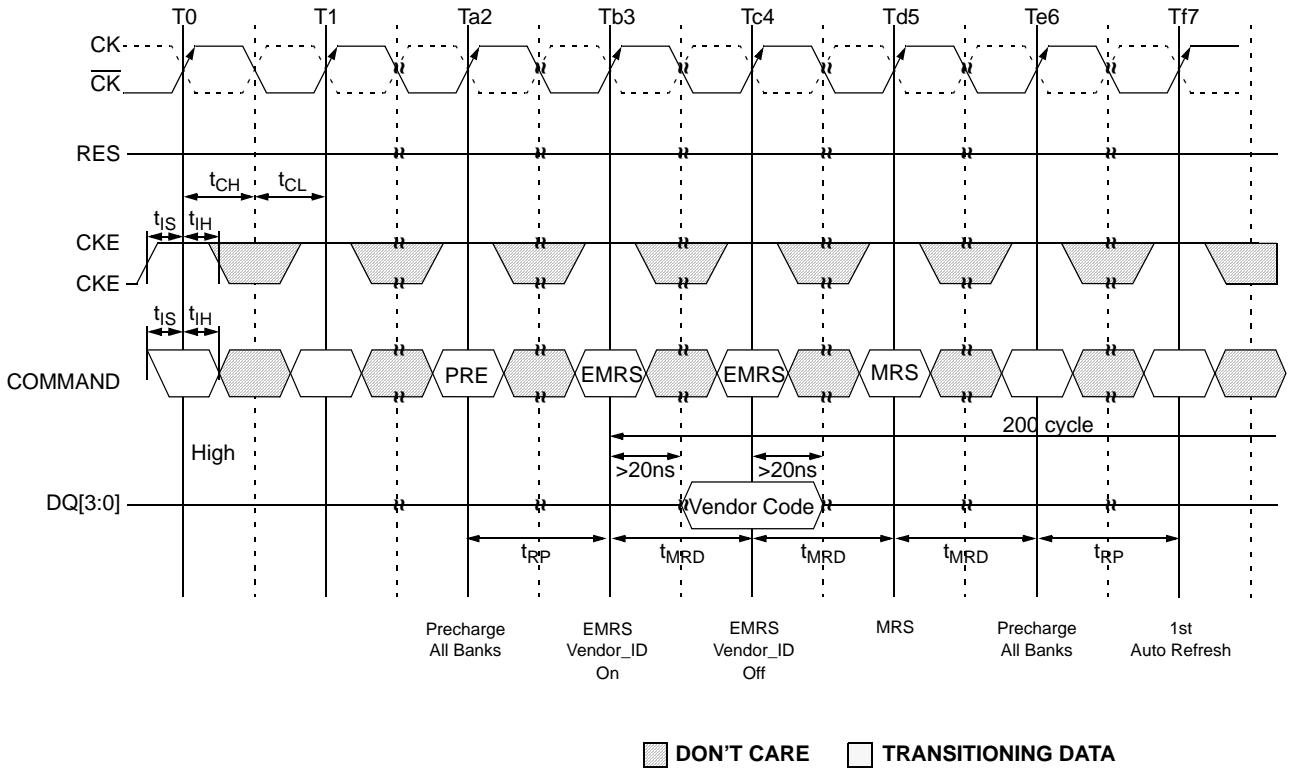 T0 T1 Ta2 Tb3 Tc4 Td5 Te6 Tf7
CK
CK
RES
tCH tCL
tIS tIH
CKE
CKE
tIS tIH
COMMAND PRE EMRS EMRS MRS
200 cycle
High
>20ns >20ns
DQ[3:0] Vendor Code
tRP tMRD tMRD tMRD tRP
Precharge All Banks
EMRS Vendor_ID On
EMRS Vendor_ID Off
MRS
Precharge All Banks
1st Auto Refresh
DON'T CARE TRANSITIONING DATA